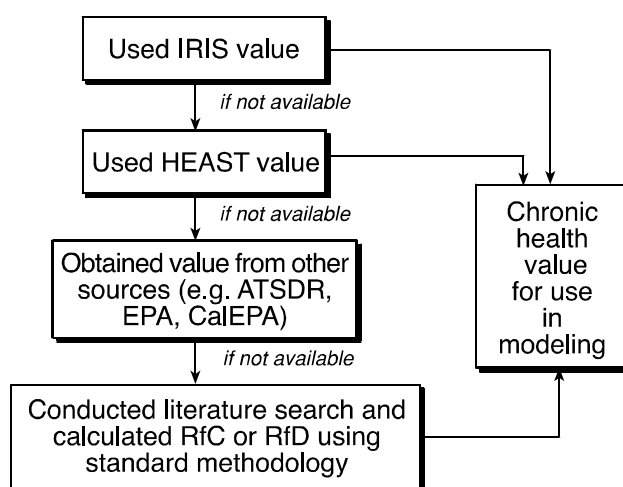 Used IRIS value
if not available
Used HEAST value
if not available
Obtained value from other
sources (e.g. ATSDR,
EPA, CalEPA)
if not available
Conducted literature search and
calculated RfC or RfD using
standard methodology
Chronic
health
value
for use
in
modeling